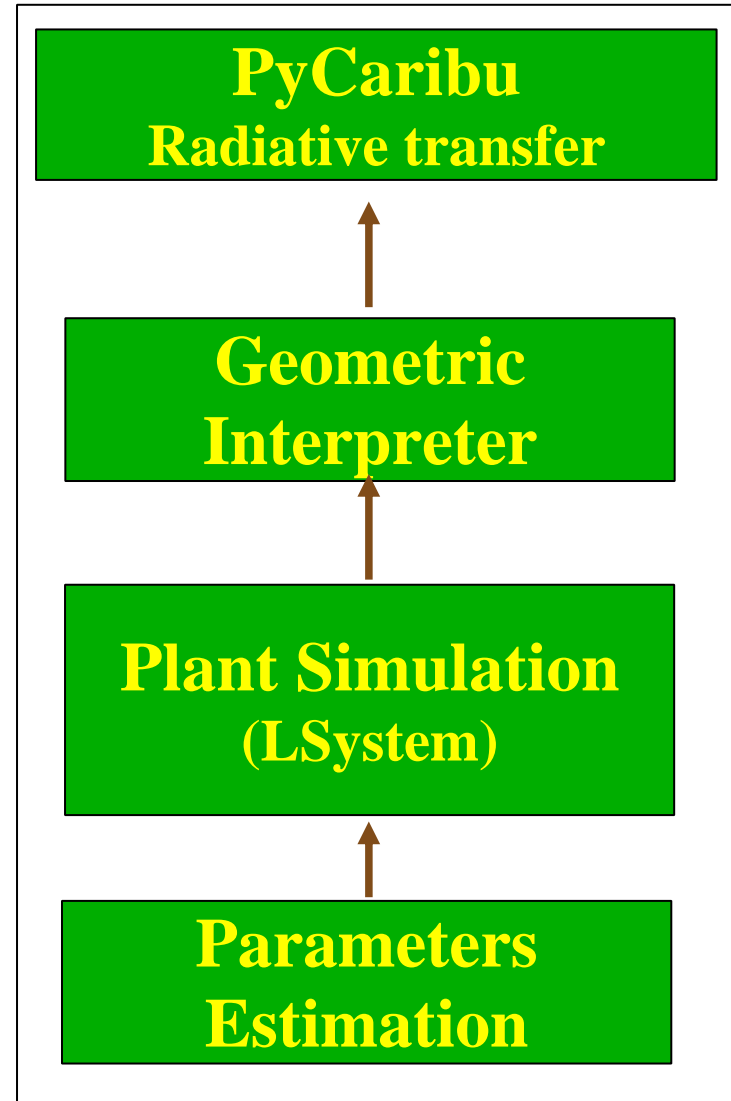 PyCaribu
Radiative transfer
Geometric
Interpreter
Plant Simulation
(LSystem)
Parameters
Estimation